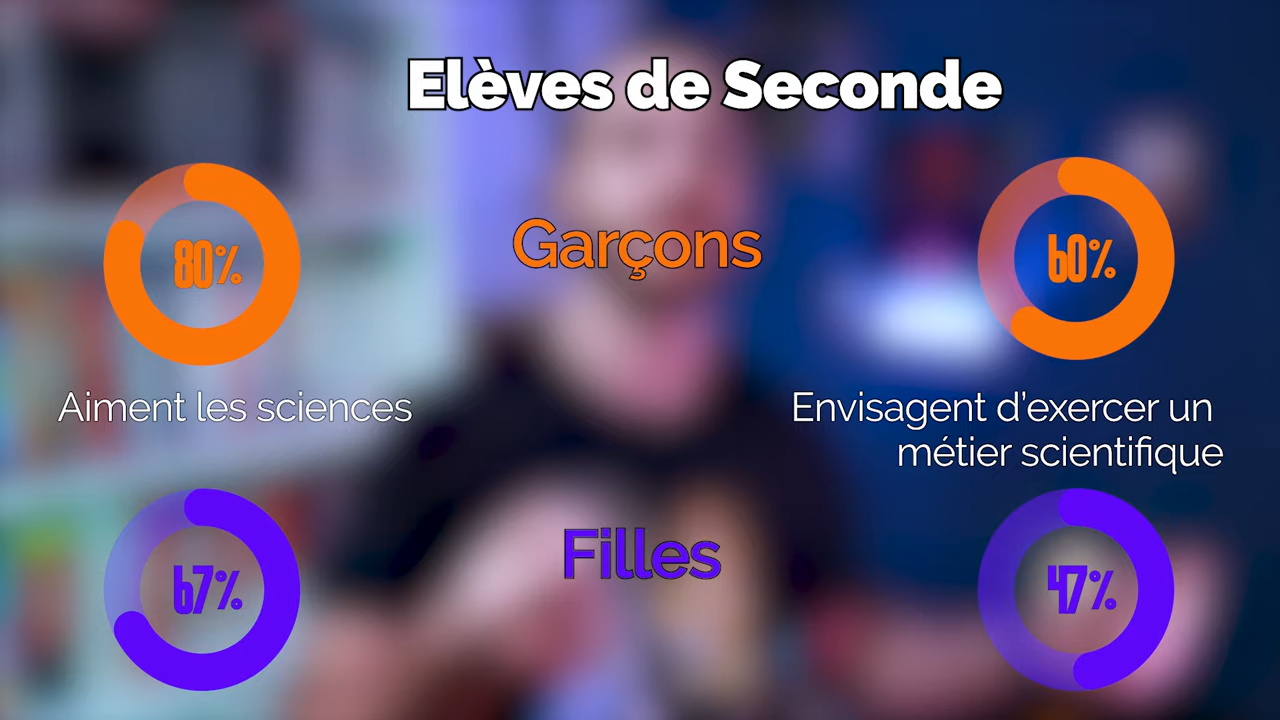 Elèves de Seconde
80%
Garçons
60%
Aiment les sciences
Envisagent d'exercer un
métier scientifique
67%
Filles
47%